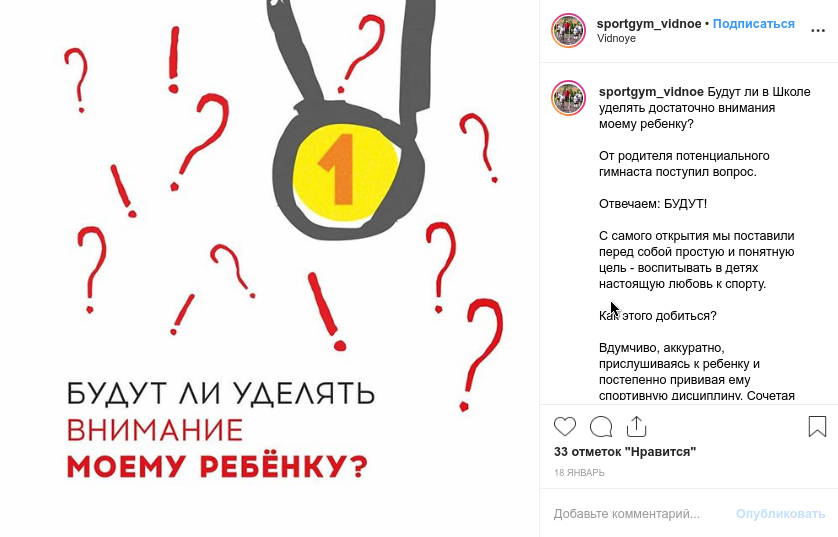 1
БУДУТ ЛИ УДЕЛЯТЬ
ВНИМАНИЕ
МОЕМУ РЕБЁНКУ?
sportgym_vidnoe • Подписаться
Vidnoye
sportgym_vidnoe Будут ли в Школе
уделять достаточно внимания
моему ребенку?
От родителя потенциального
гимнаста поступил вопрос.
Отвечаем: БУДУТ!
С самого открытия мы поставили
перед собой простую и понятную
цель - воспитывать в детях
настоящую любовь к спорту.
Как этого добиться?
Вдумчиво, аккуратно,
прислушиваясь к ребенку и
постепенно прививая ему
спортивную дисциплину. Сочетая
33 отметок "Нравится"
18 ЯНВАРЬ
Добавьте комментарий... Опубликовать